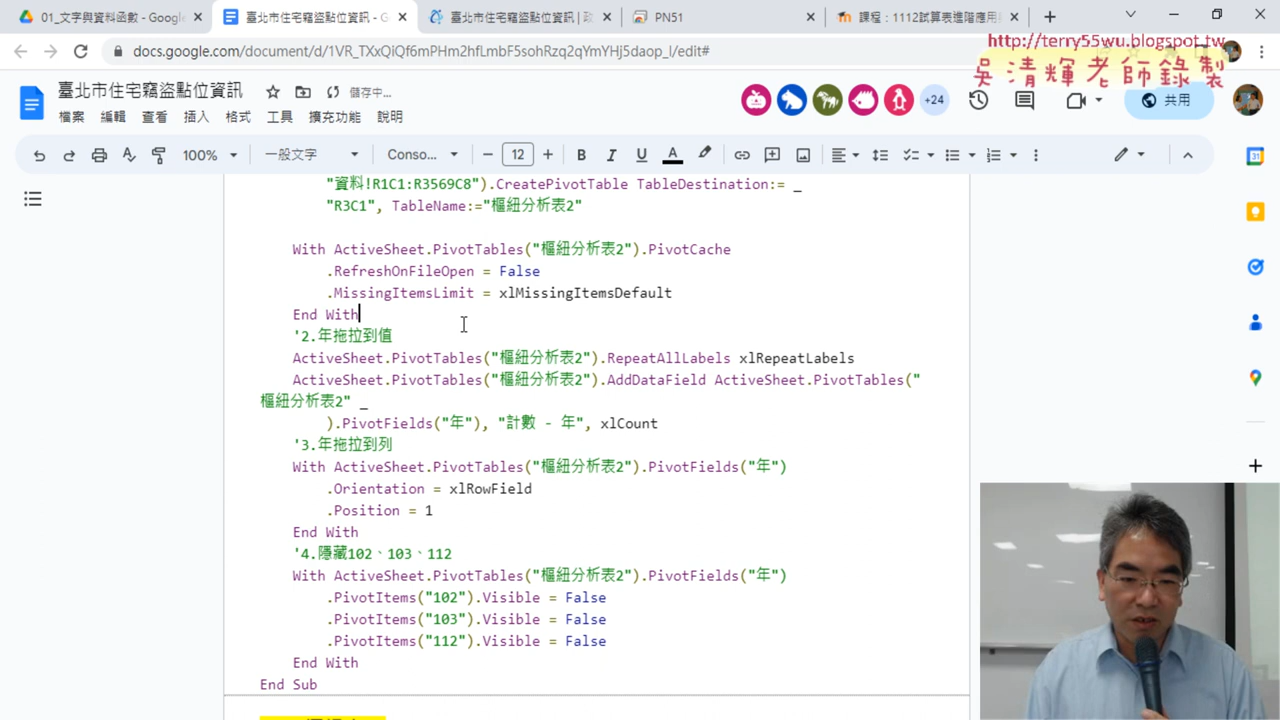 01_文字與資料函數 - Google
臺北市住宅竊盜點位資訊 - G
臺北市住宅竊盜點位資訊 | 政
PN51
課程：1112試算表進階應用
docs.google.com/document/d/1VR_TXxQiQf6mPHm2hfLmbF5sohRzq2qYmYHj5daop_I/edit#
http://terry55wu.blogspot.tw
吳清輝老師錄製
臺北市住宅竊盜點位資訊
儲存中...
檔案 編輯 查看 插入 格式 工具 擴充功能 說明
+24
共用
100% 一般文字 Conso... 12 B I U A
"資料!R1C1:R3569C8").CreatePivotTable TableDestination:= _
"R3C1", TableName:="樞紐分析表2"
With ActiveSheet.PivotTables("樞紐分析表2").PivotCache
.RefreshOnFileOpen = False
.MissingItemsLimit = xlMissingItemsDefault
End With
'2.年拖拉到值
ActiveSheet.PivotTables("樞紐分析表2").RepeatAllLabels xlRepeatLabels
ActiveSheet.PivotTables("樞紐分析表2").AddDataField ActiveSheet.PivotTables("
樞紐分析表2" _
).PivotFields("年"), "計數 - 年", xlCount
'3.年拖拉到列
With ActiveSheet.PivotTables("樞紐分析表2").PivotFields("年")
.Orientation = xlRowField
.Position = 1
End With
'4.隱藏102、103、112
With ActiveSheet.PivotTables("樞紐分析表2").PivotFields("年")
.PivotItems("102").Visible = False
.PivotItems("103").Visible = False
.PivotItems("112").Visible = False
End With
End Sub